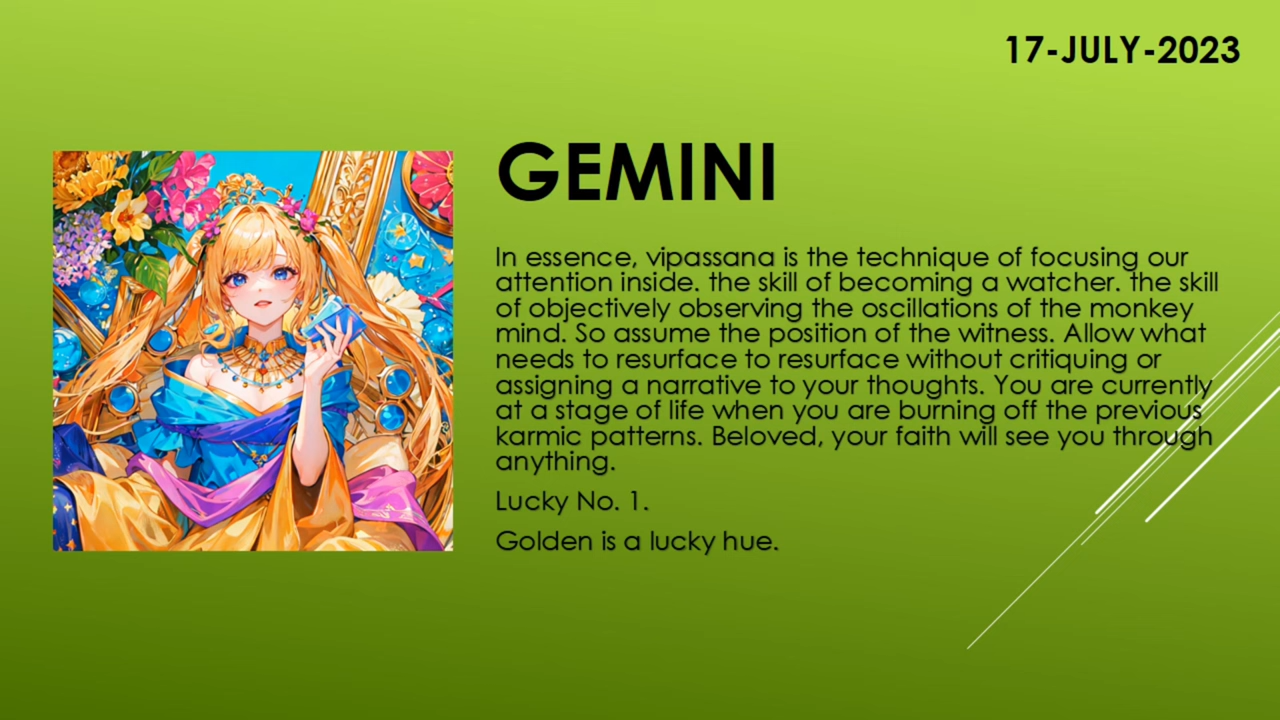 17-JULY-2023
GEMINI
In essence, vipassana is the technique of focusing our
attention inside. the skill of becoming a watcher. the skill
of objectively observing the oscillations of the monkey
mind. So assume the position of the witness. Allow what
needs to resurface to resurface without critiquing or
assigning a narrative to your thoughts. You are currently
at a stage of life when you are burning off the previous
karmic patterns. Beloved, your faith will see you through
anything.
Lucky No. 1.
Golden is a lucky hue.